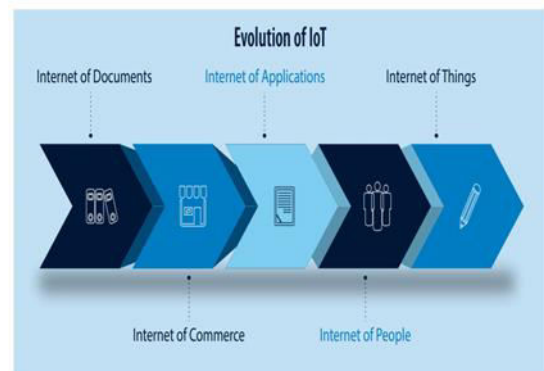 Evolution of IoT
Internet of Documents
Internet of Applications
Internet of Things
Internet of Commerce
Internet of People